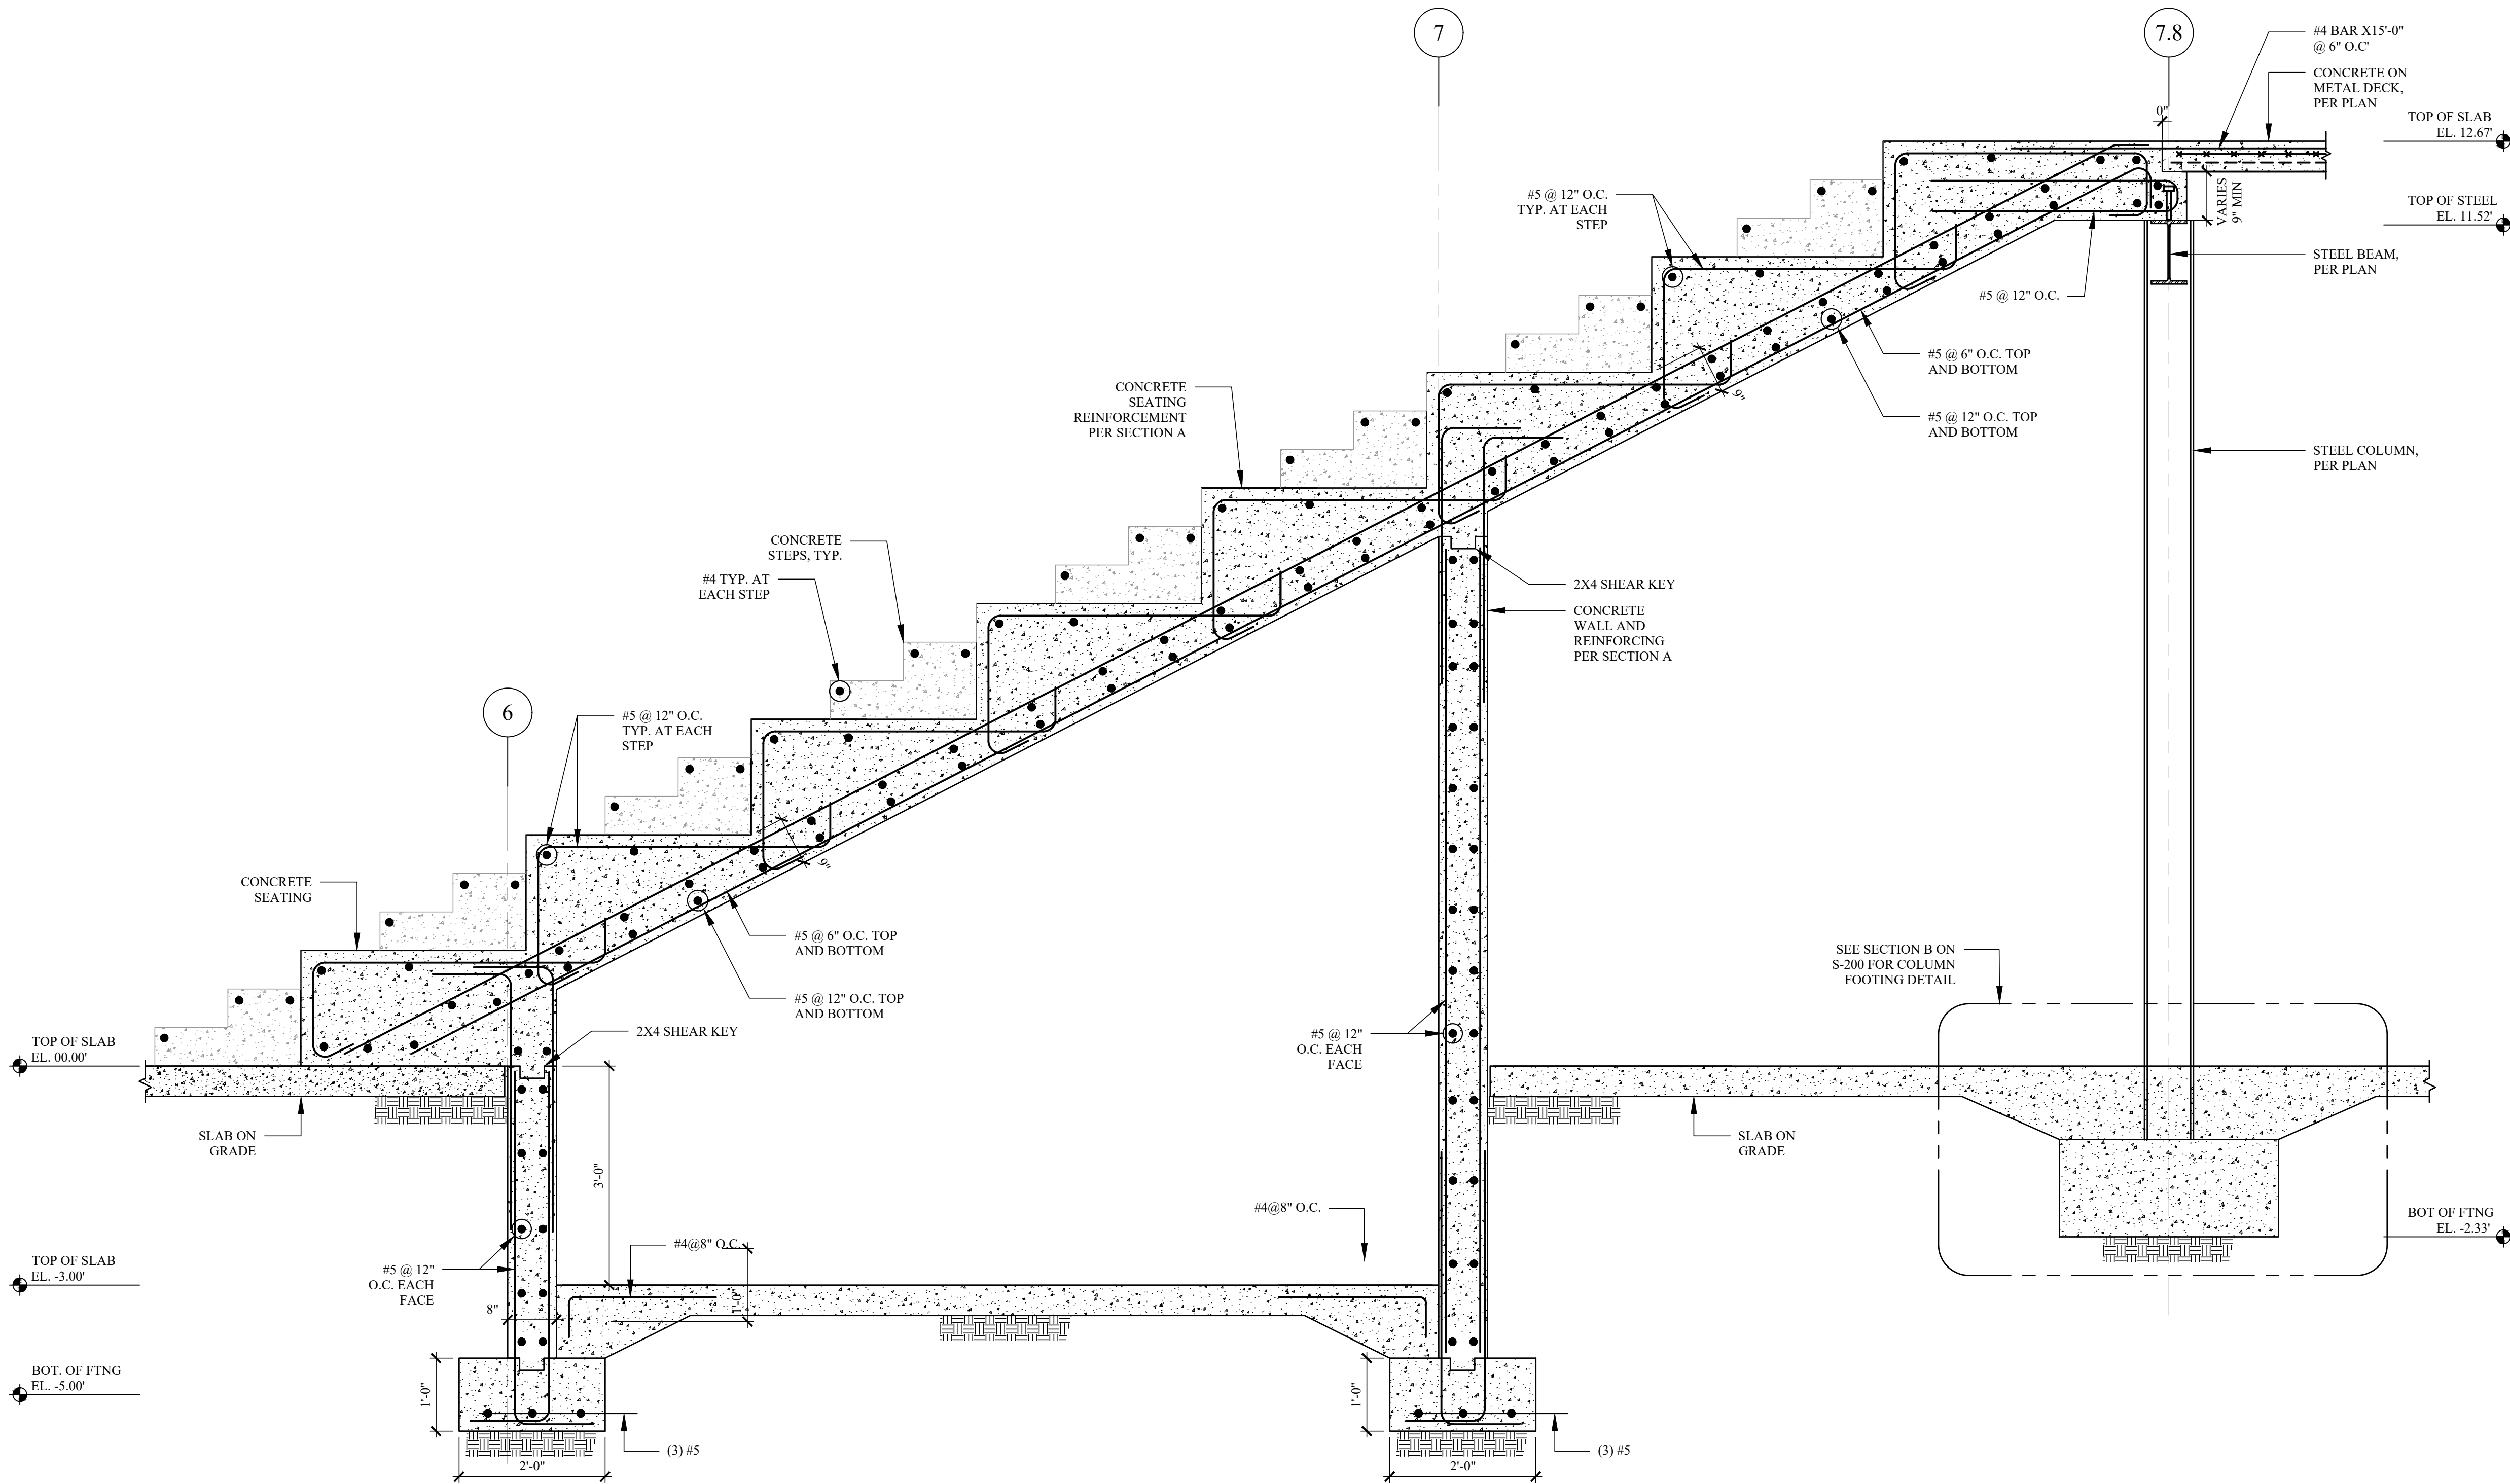 7
7.8
#4 BAR X15'-0"
@ 6" O.C'
CONCRETE ON
METAL DECK,
PER PLAN
0"
TOP OF SLAB
EL. 12.67'
#5 @ 12" O.C.
TYP. AT EACH
STEP
VARIES
9" MIN
TOP OF STEEL
EL. 11.52'
STEEL BEAM,
PER PLAN
#5 @ 12" O.C.
#5 @ 6" O.C. TOP
AND BOTTOM
9"
CONCRETE
SEATING
REINFORCEMENT
PER SECTION A
#5 @ 12" O.C. TOP
AND BOTTOM
STEEL COLUMN,
PER PLAN
CONCRETE
STEPS, TYP.
#4 TYP. AT
EACH STEP
2X4 SHEAR KEY
CONCRETE
WALL AND
REINFORCING
PER SECTION A
6
#5 @ 12" O.C.
TYP. AT EACH
STEP
9"
CONCRETE
SEATING
#5 @ 6" O.C. TOP
AND BOTTOM
#5 @ 12" O.C. TOP
AND BOTTOM
SEE SECTION B ON
S-200 FOR COLUMN
FOOTING DETAIL
2X4 SHEAR KEY
#5 @ 12"
O.C. EACH
FACE
TOP OF SLAB
EL. 00.00'
SLAB ON
GRADE
SLAB ON
GRADE
3'-0"
#4@8" O.C.
BOT OF FTNG
EL. -2.33'
#4@8" O.C.
TOP OF SLAB
EL. -3.00'
#5 @ 12"
O.C. EACH
FACE
8"
1'-0"
BOT. OF FTNG
EL. -5.00'
1'-0"
1'-0"
(3) #5
(3) #5
2'-0"
2'-0"